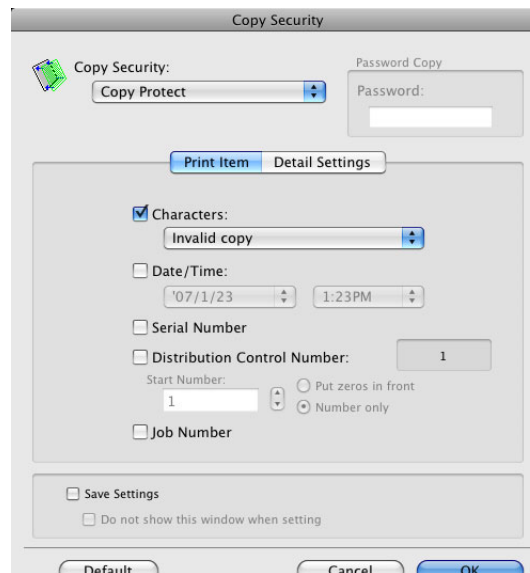 Copy Security
Copy Security:
Copy Protect
Password Copy
Password:
Print Item
Detail Settings
Characters:
Invalid copy
Date/Time:
'07/1/23
1:23PM
Serial Number
Distribution Control Number:
1
Start Number:
1
Put zeros in front
Number only
Job Number
Save Settings
Do not show this window when setting
Default
Cancel
OK